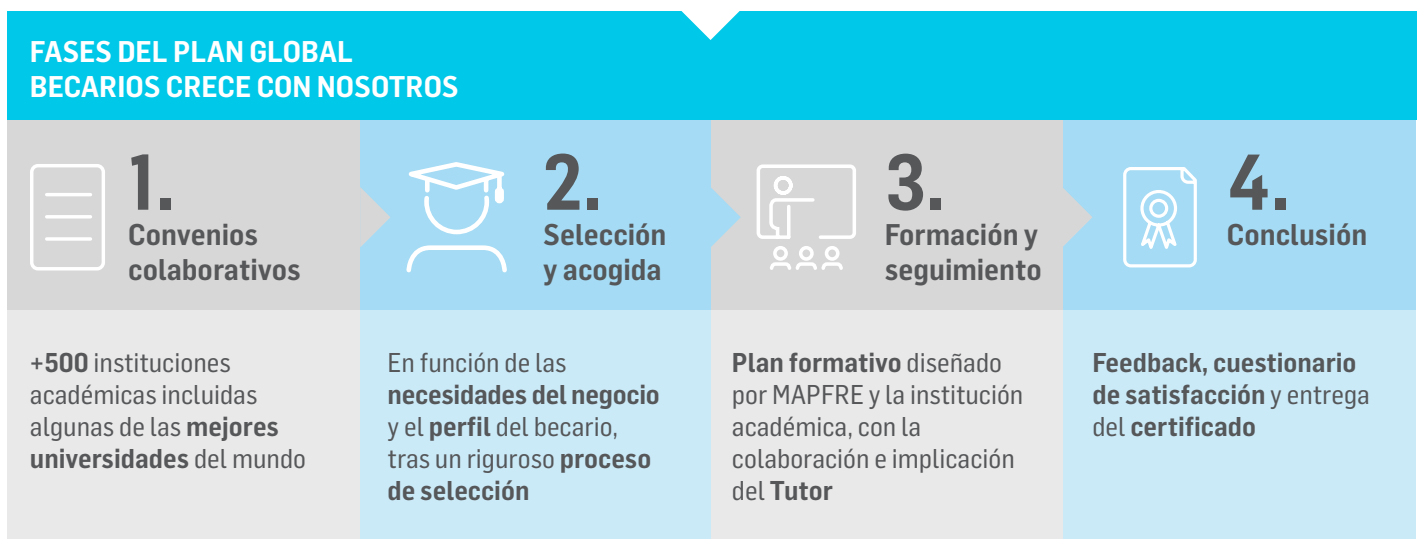 FASES DEL PLAN GLOBAL
BECARIOS CRECE CON NOSOTROS
1.
Convenios
colaborativos
+500 instituciones
académicas incluidas
algunas de las mejores
universidades del mundo
2.
Selección
y acogida
En función de las
necesidades del negocio
y el perfil del becario,
tras un riguroso proceso
de selección
3.
Formación y
seguimiento
Plan formativo diseñado
por MAPFRE y la institución
académica, con la
colaboración e implicación
del Tutor
4.
Conclusión
Feedback, cuestionario
de satisfacción y entrega
del certificado